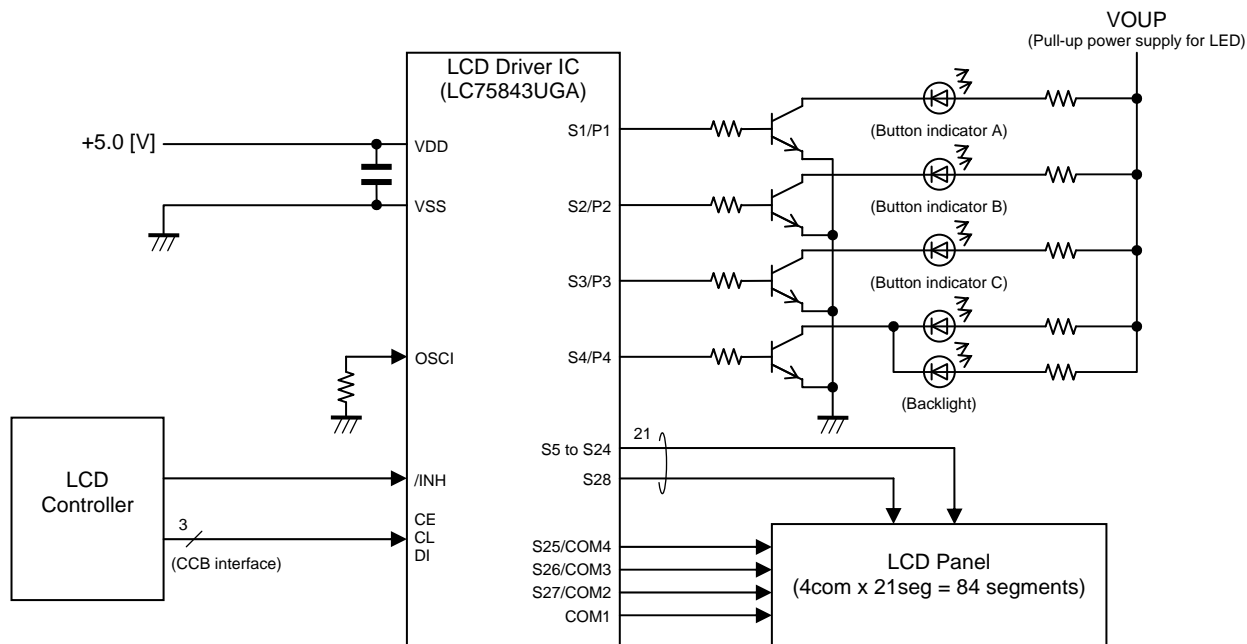 VOUP
(Pull-up power supply for LED)
LCD Driver IC
(LC75843UGA)
+5.0 [V]
VDD
VSS
S1/P1
(Button indicator A)
S2/P2
(Button indicator B)
S3/P3
(Button indicator C)
OSCI
S4/P4
(Backlight)
LCD
Controller
/INH
3
(CCB interface)
CE
CL
DI
S5 to S24
21
S28
S25/COM4
S26/COM3
S27/COM2
COM1
LCD Panel
(4com x 21seg = 84 segments)